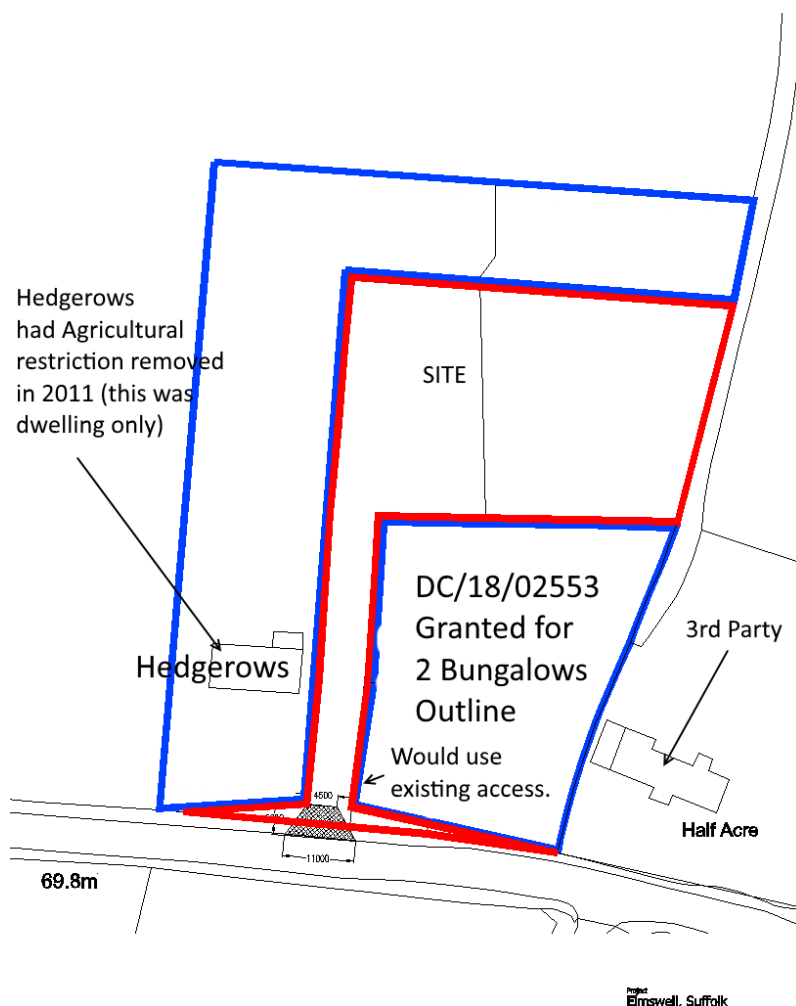 Hedgerows
had Agricultural
restriction removed
in 2011 (this was
dwelling only)
SITE
DC/18/02553
Granted for
2 Bungalows
Outline
3rd Party
Hedgerows
Would use
existing access.
4500
11000
Half Acre
69.8m
Project
Elmswell, Suffolk